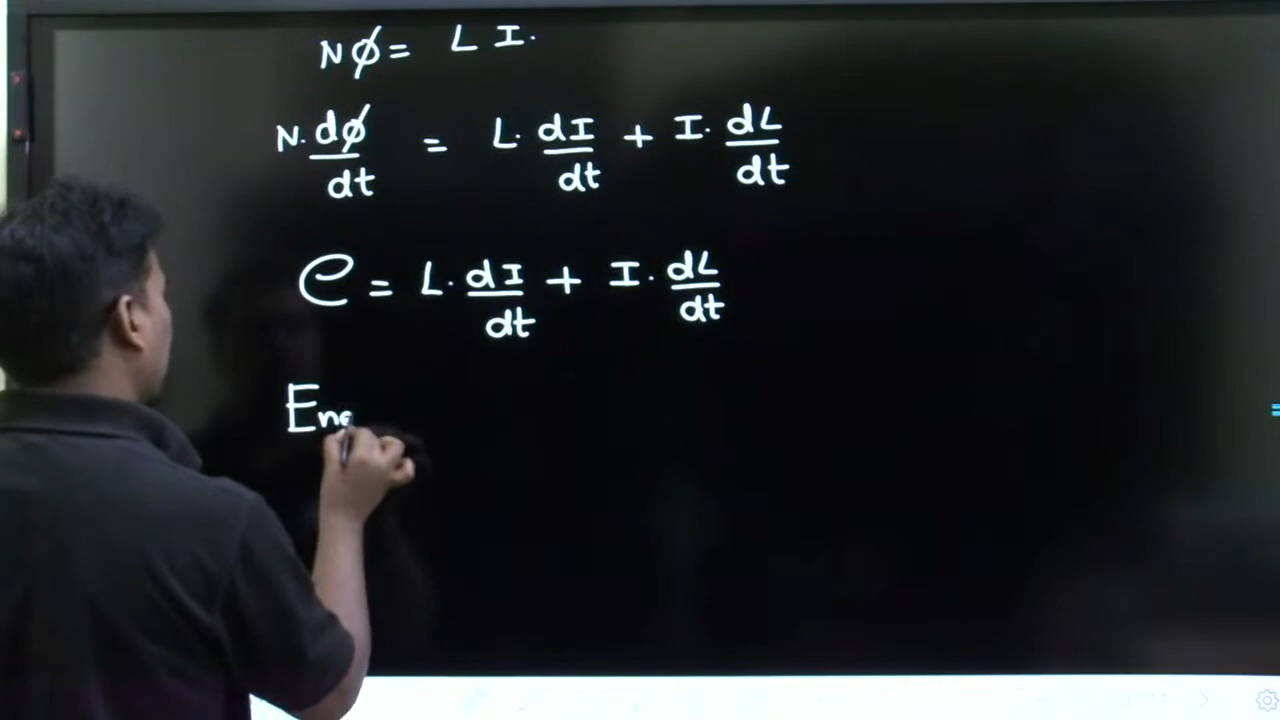 Nφ = L I.
N. dφ/dt = L. dI/dt + I. dL/dt
e = L. dI/dt + I. dL/dt
Ene